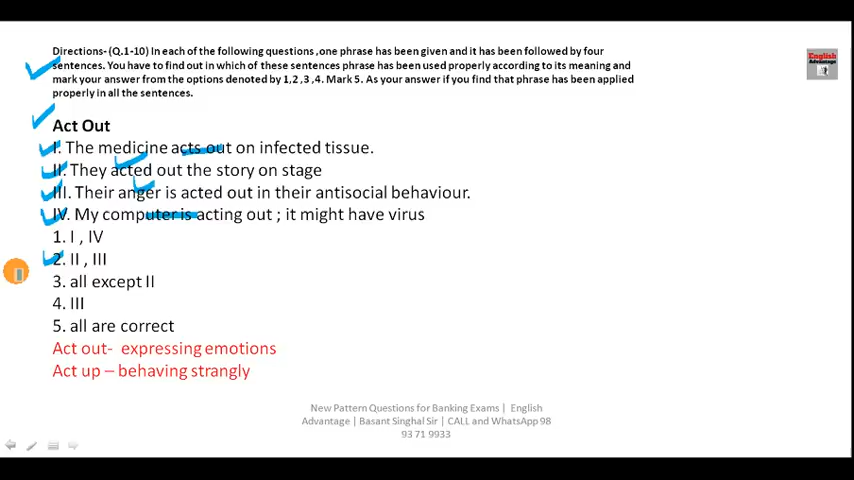 Directions- (Q.1-10) In each of the following questions ,one phrase has been given and it has been followed by four
sentences. You have to find out in which of these sentences phrase has been used properly according to its meaning and
mark your answer from the options denoted by 1,2 ,3 ,4. Mark 5. As your answer if you find that phrase has been applied
properly in all the sentences.
English
Advantage
Act Out
I. The medicine acts out on infected tissue.
II. They acted out the story on stage
III. Their anger is acted out in their antisocial behaviour.
IV. My computer is acting out ; it might have virus
1. I , IV
2. II , III
3. all except II
4. III
5. all are correct
Act out- expressing emotions
Act up – behaving strangly
New Pattern Questions for Banking Exams | English
Advantage | Basant Singhal Sir | CALL and WhatsApp 98
93 71 9933